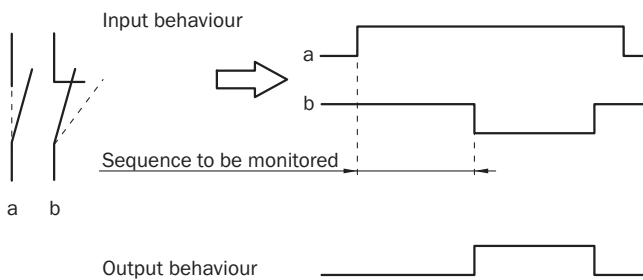 Input behaviour
a
b
Sequence to be monitored
a b
Output behaviour